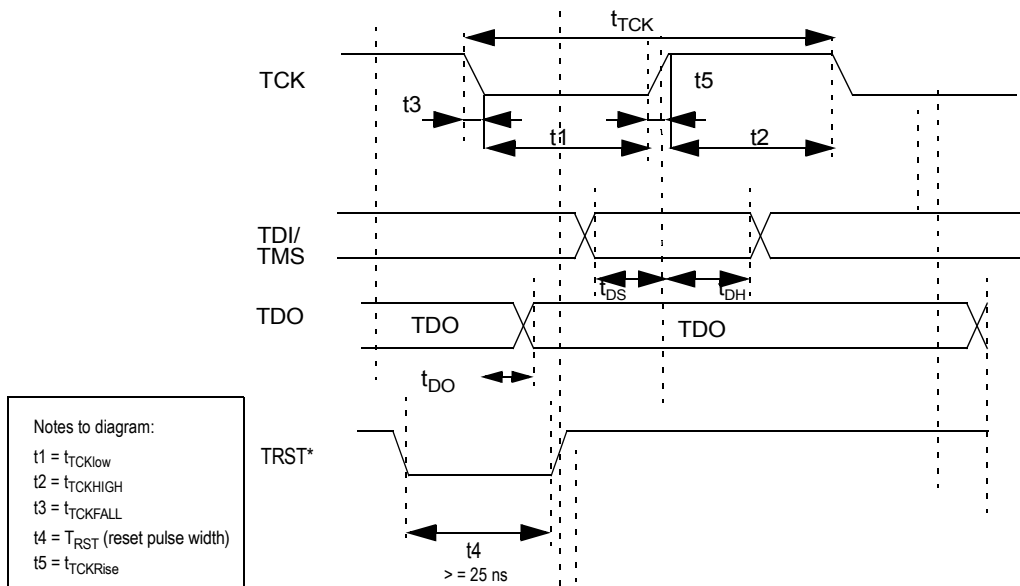 tTCK
TCK
t5
t3
t1
t2
TDI/
TMS
tDS
tDH
TDO
TDO
TDO
tDO
TRST*
t4
> = 25 ns
Notes to diagram:
t1 = tTCKlow
t2 = tTCKHIGH
t3 = tTCKFALL
t4 = TRST (reset pulse width)
t5 = tTCKRise